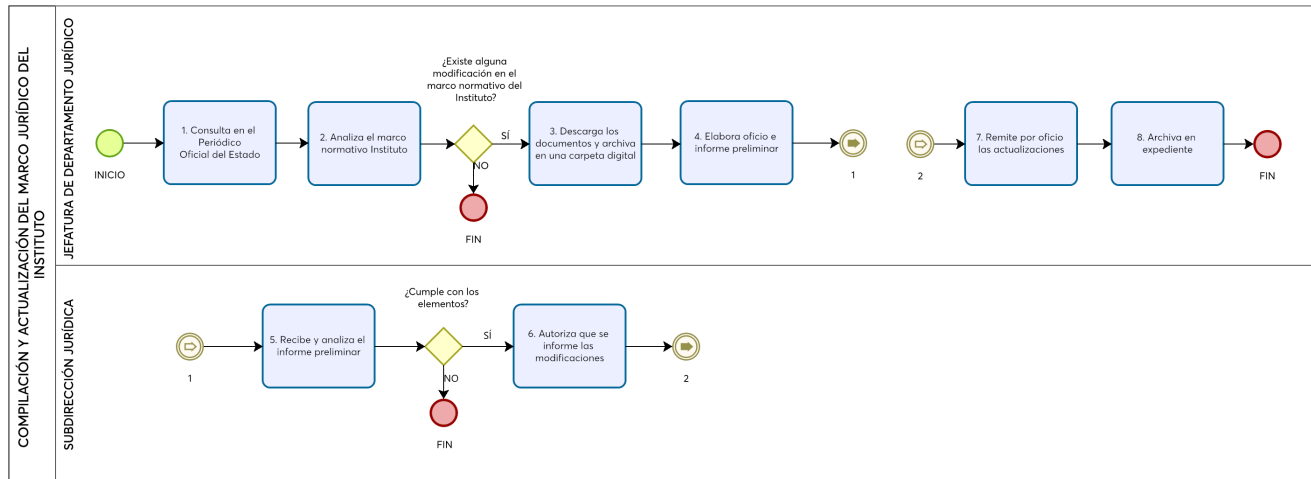 COMPILACIÓN Y ACTUALIZACIÓN DEL MARCO JURÍDICO DEL
INSTITUTO
JEFATURA DE DEPARTAMENTO JURÍDICO
INICIO
1. Consulta en el
Periódico
Oficial del Estado
2. Analiza el marco
normativo Instituto
¿Existe alguna
modificación en el
marco normativo del
Instituto?
SÍ
NO
FIN
3. Descarga los
documentos y archiva
en una carpeta digital
4. Elabora oficio e
informe preliminar
1
2
7. Remite por oficio
las actualizaciones
8. Archiva en
expediente
FIN
SUBDIRECCIÓN JURÍDICA
1
5. Recibe y analiza el
informe preliminar
¿Cumple con los
elementos?
SÍ
NO
FIN
6. Autoriza que se
informe las
modificaciones
2